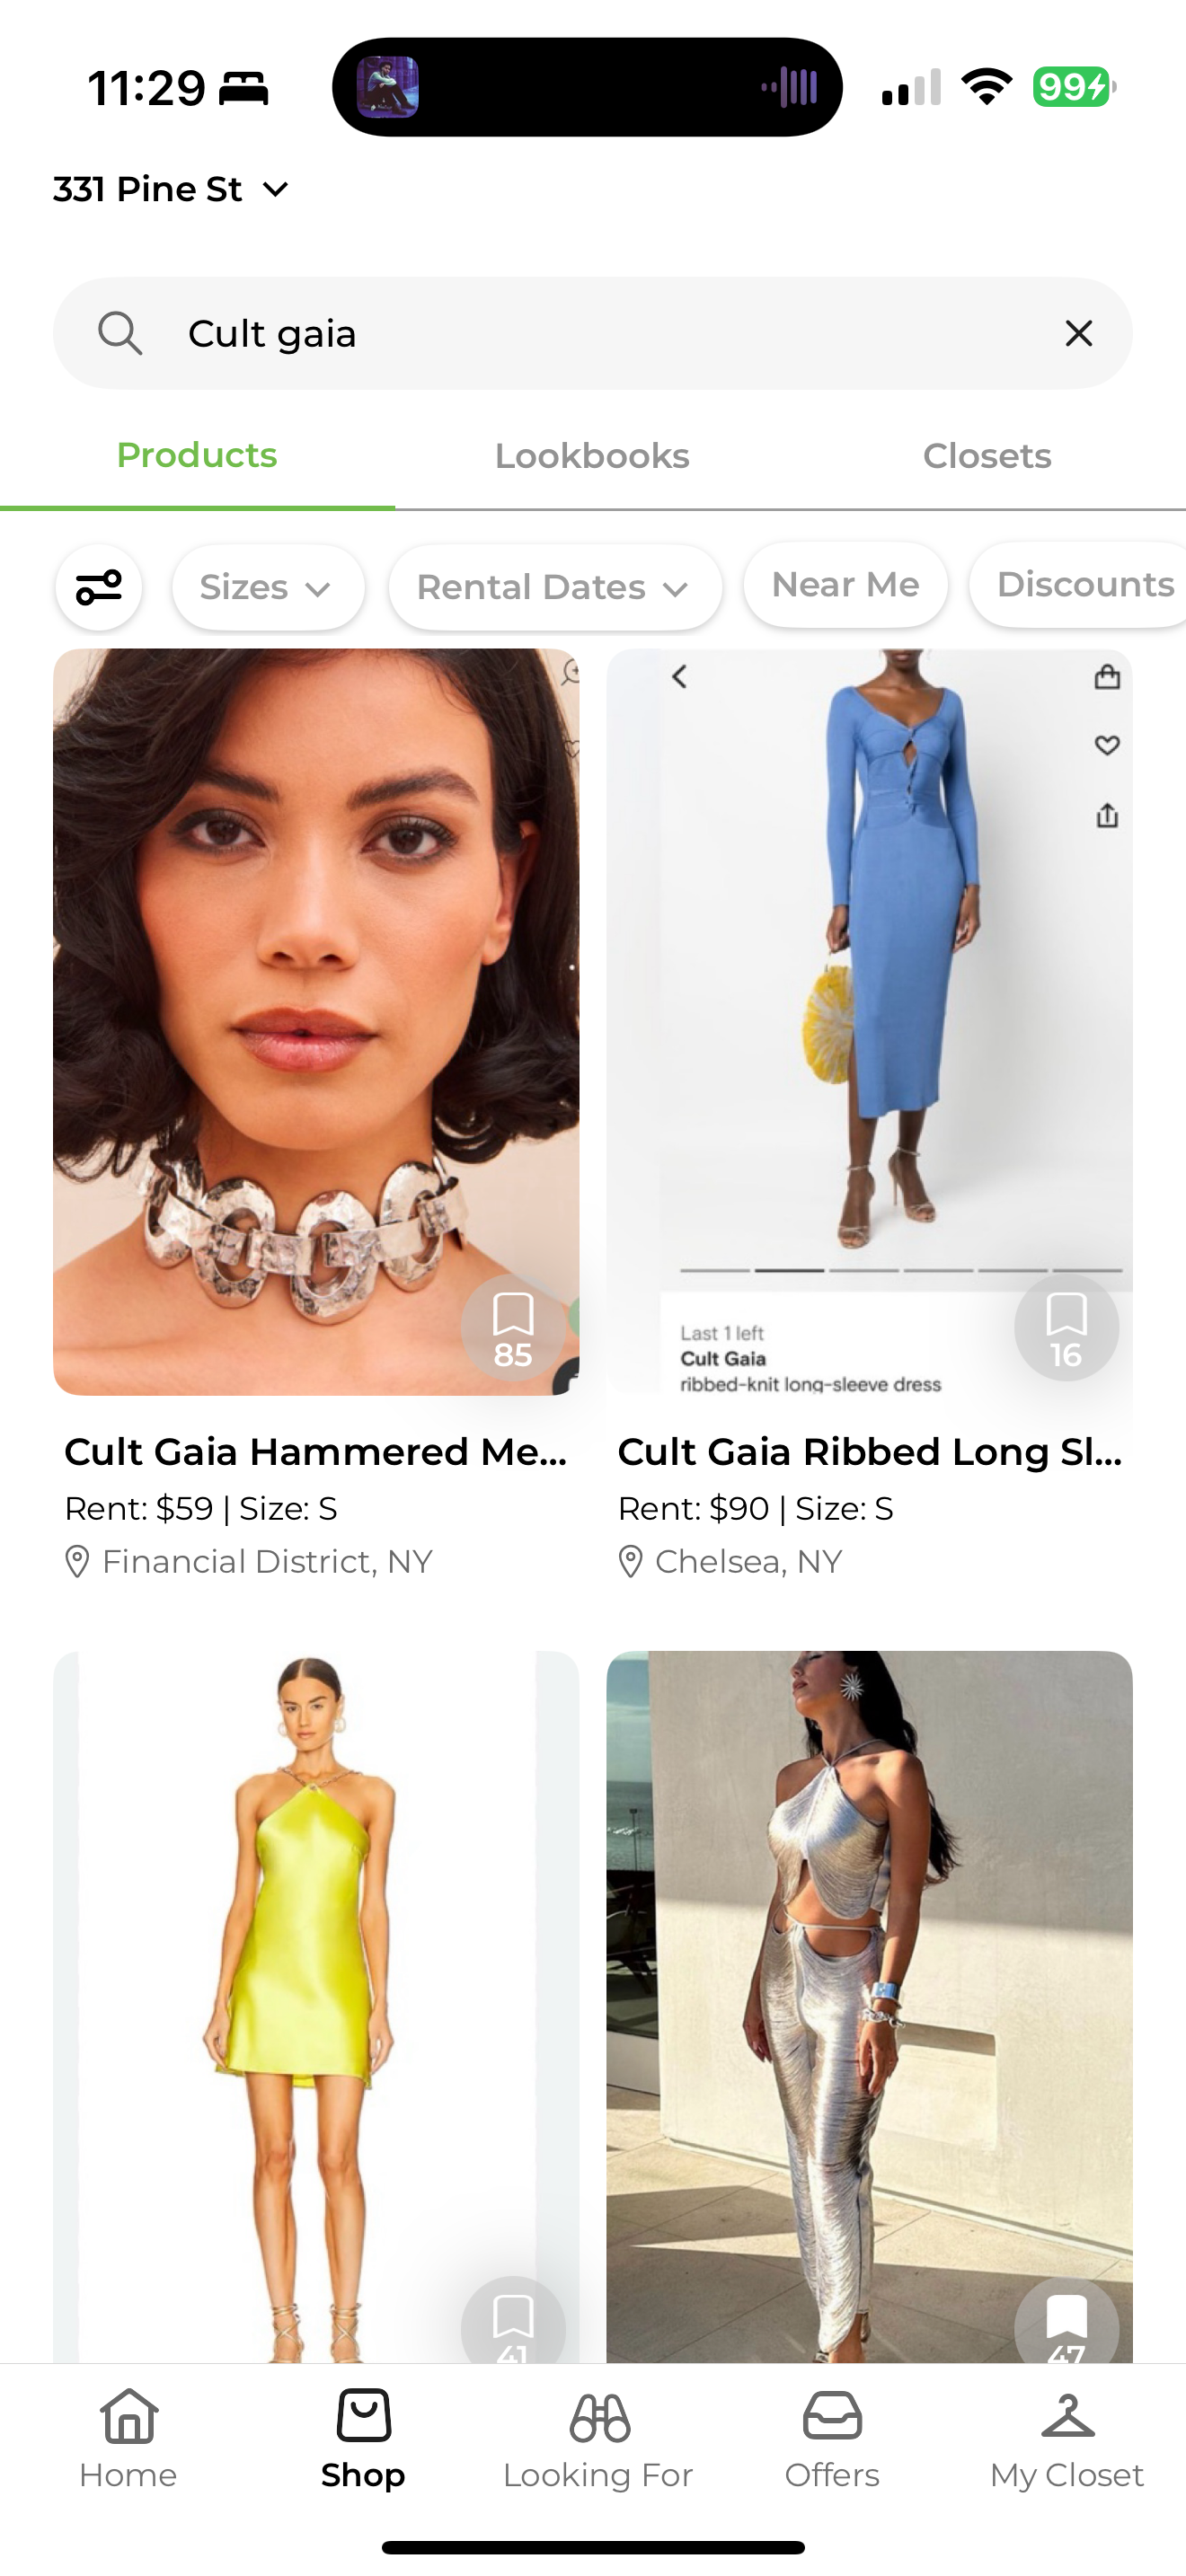 11:29
99
331 Pine St
Cult gaia
Products
Lookbooks
Closets
Sizes
Rental Dates
Near Me
Discounts
85
Last 1 left
Cult Gaia
ribbed-knit long-sleeve dress
16
Cult Gaia Hammered Me...
Rent: $59 | Size: S
Financial District, NY
Cult Gaia Ribbed Long Sl...
Rent: $90 | Size: S
Chelsea, NY
41
47
Home
Shop
Looking For
Offers
My Closet